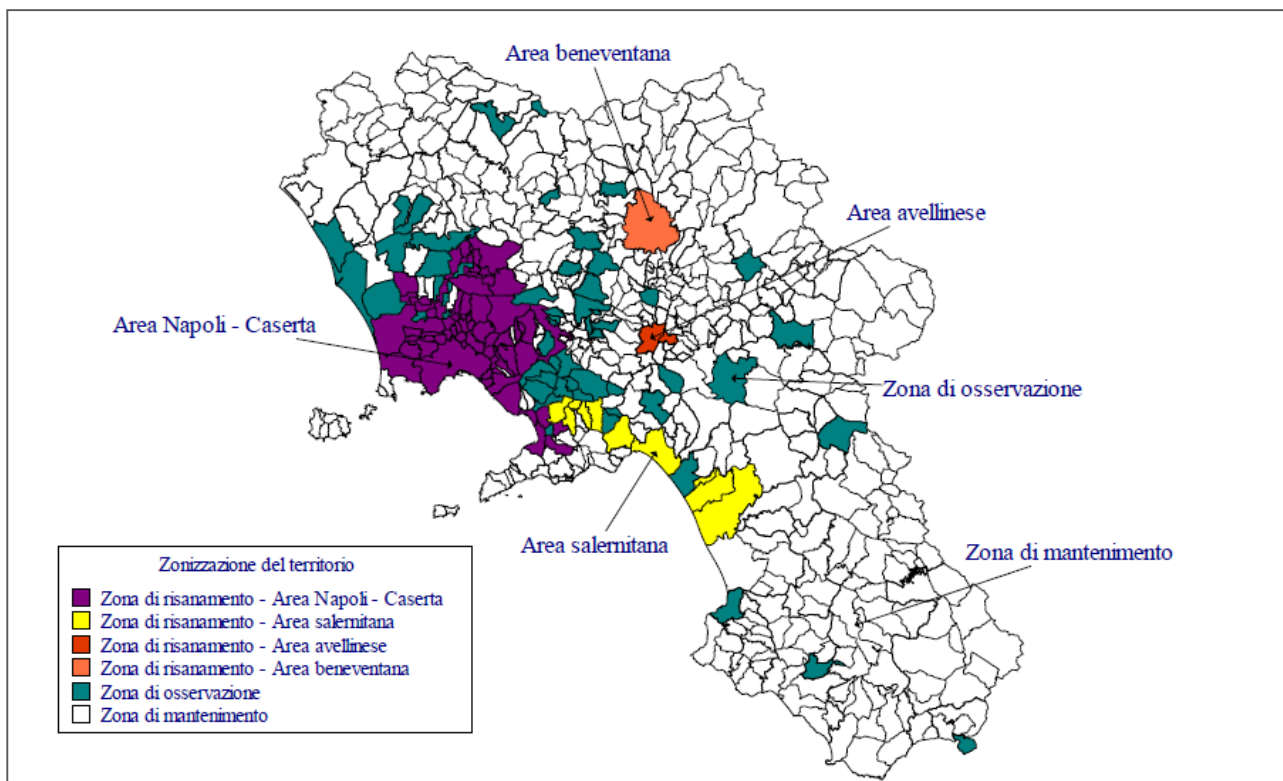 Area beneventana
Area avellinese
Area Napoli - Caserta
Zona di osservazione
Area salernitana
Zona di mantenimento
Zonizzazione del territorio
Zona di risanamento - Area Napoli - Caserta
Zona di risanamento - Area salernitana
Zona di risanamento - Area avellinese
Zona di risanamento - Area beneventana
Zona di osservazione
Zona di mantenimento